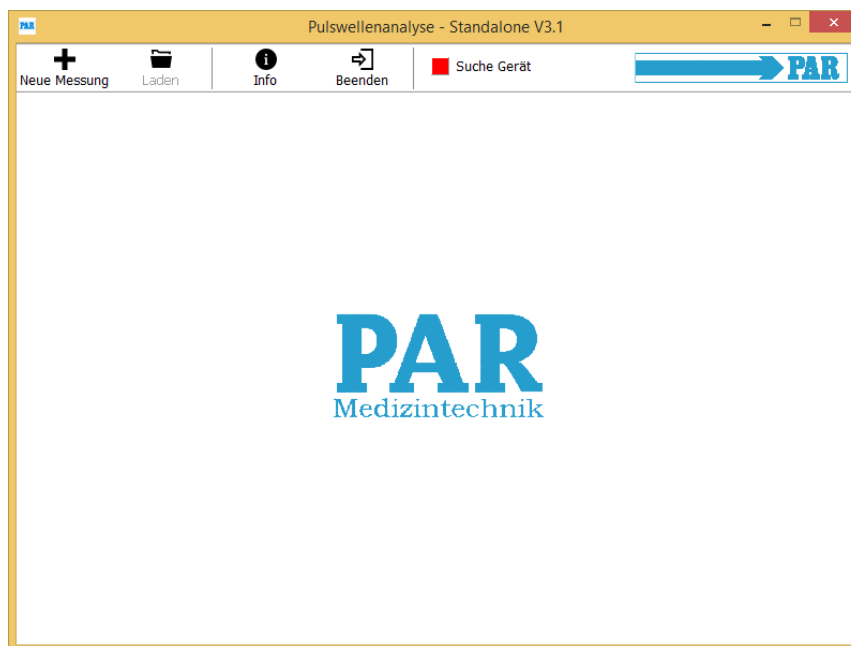 PAR
Pulswellenanalyse - Standalone V3.1
Neue Messung
Laden
Info
Beenden
Suche Gerät
PAR
PAR
Medizintechnik